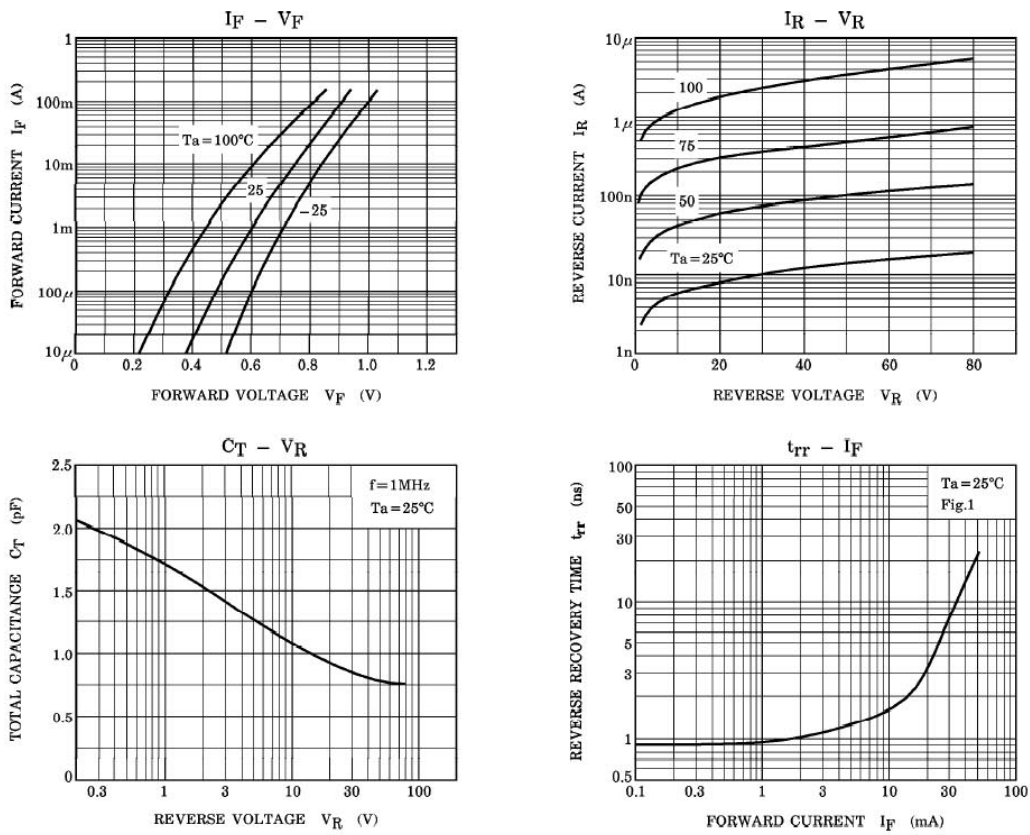 IF – VF
FORWARD CURRENT IF (A)
1
100m
10m
1m
100μ
10μ
Ta=100°C
25
−25
0 0.2 0.4 0.6 0.8 1.0 1.2
FORWARD VOLTAGE VF (V)
IR – VR
REVERSE CURRENT IR (A)
10μ
1μ
100n
10n
1n
100
75
50
Ta=25°C
0 20 40 60 80
REVERSE VOLTAGE VR (V)
CT – VR
TOTAL CAPACITANCE CT (pF)
2.5
2.0
1.5
1.0
0.5
0
f=1MHz
Ta=25°C
0.3 1 3 10 30 100
REVERSE VOLTAGE VR (V)
trr – IF
REVERSE RECOVERY TIME trr (ns)
100
50
30
10
5
3
1
0.5
Ta=25°C
Fig.1
0.1 0.3 1 3 10 30 100
FORWARD CURRENT IF (mA)